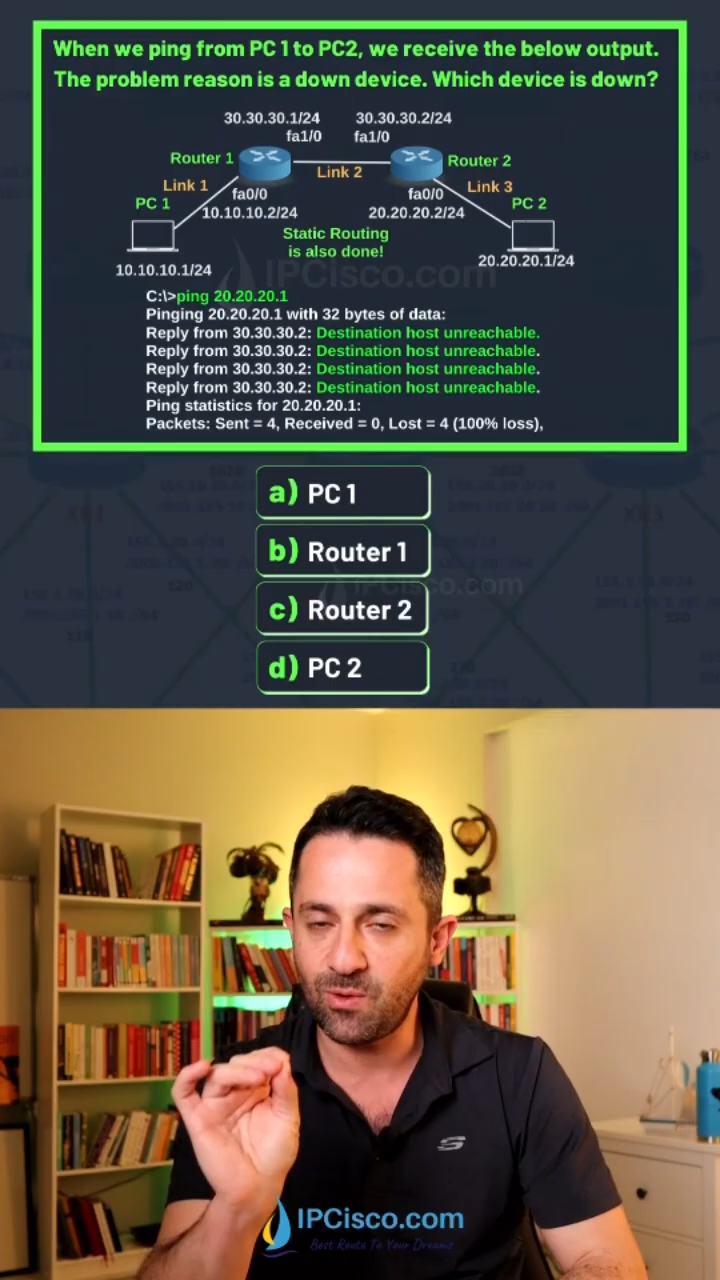 When we ping from PC 1 to PC2, we receive the below output.
The problem reason is a down device. Which device is down?
30.30.30.1/24 30.30.30.2/24
fa1/0 fa1/0
Router 1 Router 2
Link 1 Link 2 Link 3
PC 1 fa0/0 fa0/0 PC 2
10.10.10.2/24 20.20.20.2/24
Static Routing
is also done!
10.10.10.1/24 20.20.20.1/24
IPCisco.com
C:\>ping 20.20.20.1
Pinging 20.20.20.1 with 32 bytes of data:
Reply from 30.30.30.2: Destination host unreachable.
Reply from 30.30.30.2: Destination host unreachable.
Reply from 30.30.30.2: Destination host unreachable.
Reply from 30.30.30.2: Destination host unreachable.
Ping statistics for 20.20.20.1:
Packets: Sent = 4, Received = 0, Lost = 4 (100% loss),
a) PC 1
b) Router 1
IPCisco.com
c) Router 2
d) PC 2
IPCisco.com
Best Route To Your Dreams